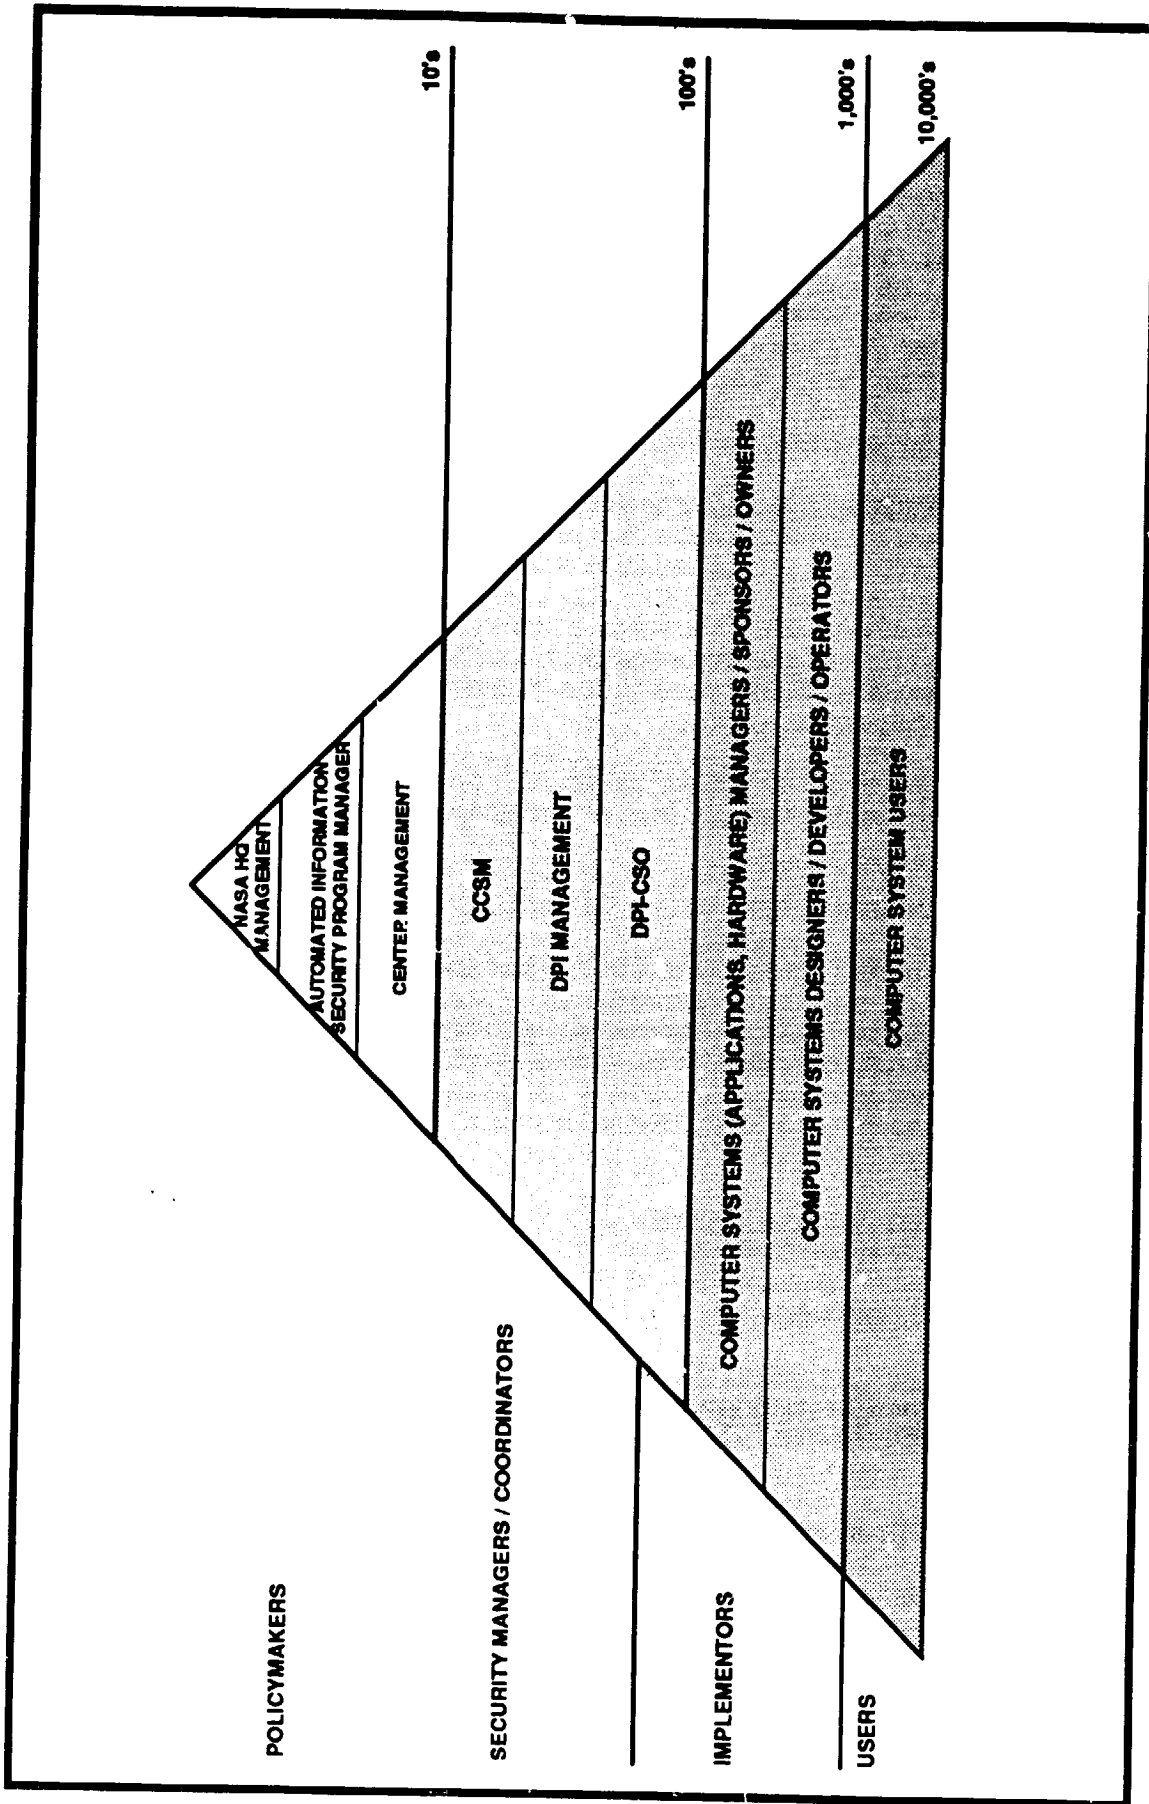 POLICYMAKERS
NASA HQ
MANAGEMENT
AUTOMATED INFORMATION
SECURITY PROGRAM MANAGER
CENTER MANAGEMENT
10's
SECURITY MANAGERS / COORDINATORS
CCSM
DPI MANAGEMENT
DPI-CSO
100's
IMPLEMENTORS
COMPUTER SYSTEMS (APPLICATIONS, HARDWARE) MANAGERS / SPONSORS / OWNERS
COMPUTER SYSTEMS DESIGNERS / DEVELOPERS / OPERATORS
1,000's
USERS
COMPUTER SYSTEM USERS
10,000's